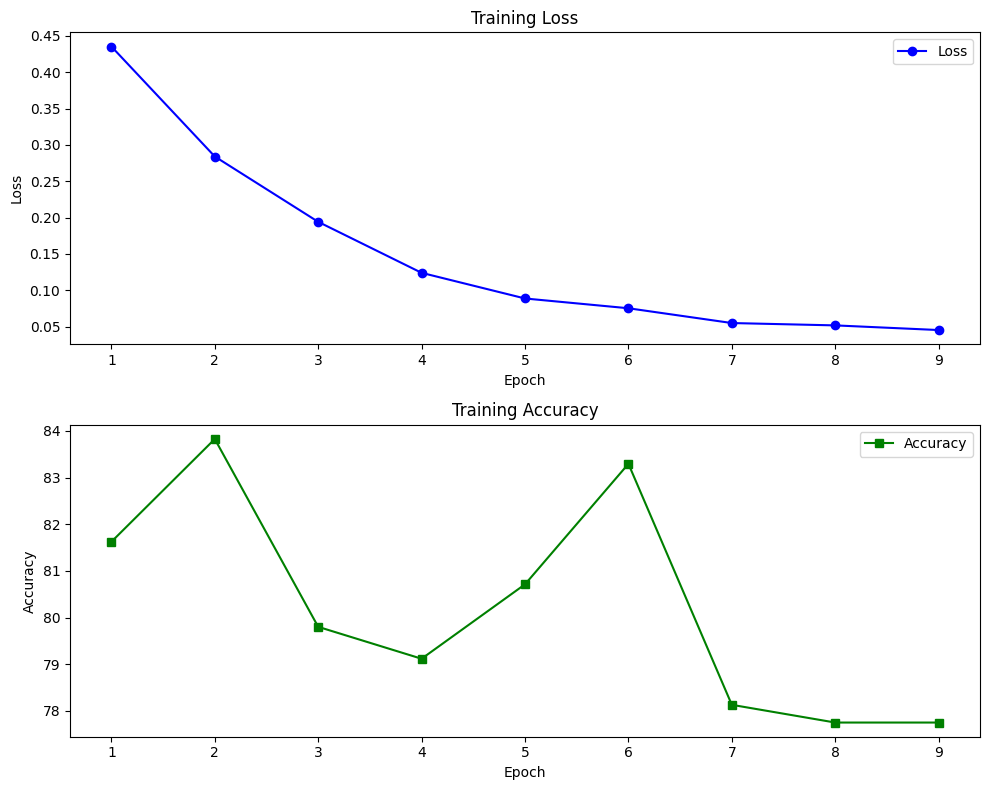 Training Loss
0.45
0.40
0.35
0.30
0.25
0.20
0.15
0.10
0.05
Loss
Loss
1 2 3 4 5 6 7 8 9
Epoch
Training Accuracy
84
83
82
81
80
79
78
Accuracy
Accuracy
1 2 3 4 5 6 7 8 9
Epoch